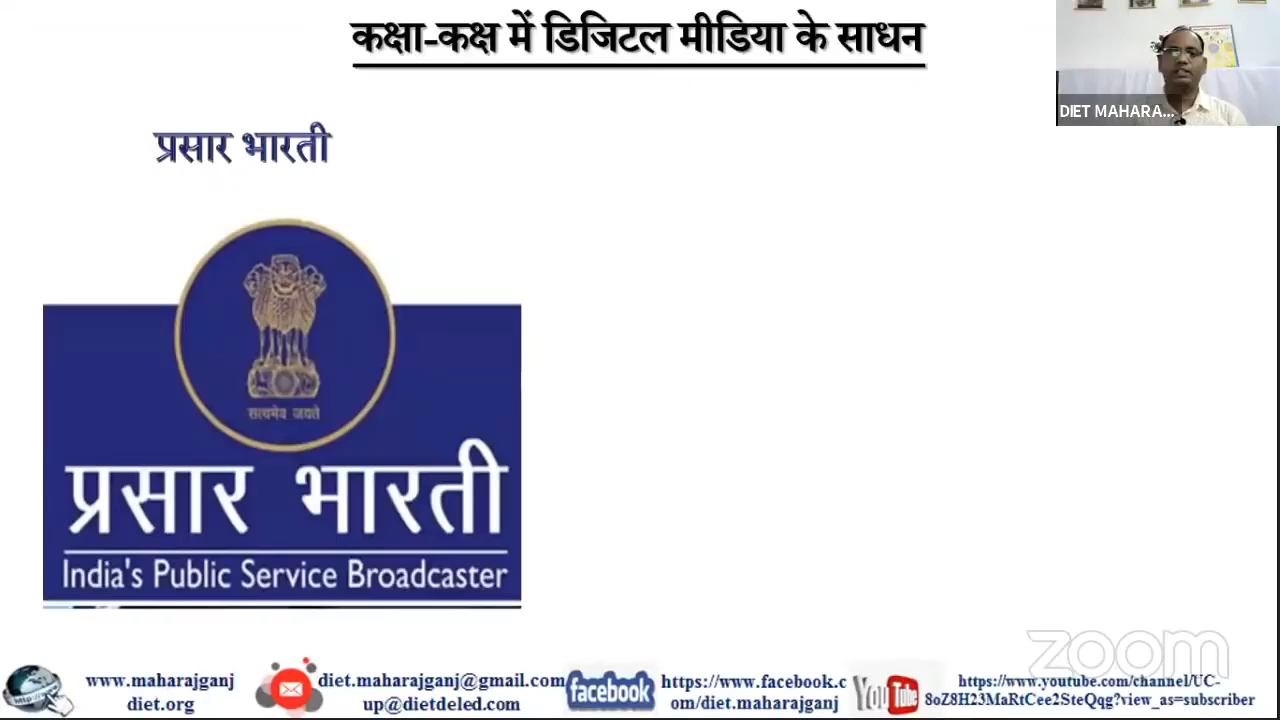 कक्षा-कक्ष में डिजिटल मीडिया के साधन
DIET MAHARA...
प्रसार भारती
सत्यमेव जयते
प्रसार भारती
India's Public Service Broadcaster
zoom
www.maharajganj
diet.org
diet.maharajganj@gmail.com
up@dietdeled.com
facebook
https://www.facebook.c
om/diet.maharajganj
YouTube
https://www.youtube.com/channel/UC-
8oZ8H23MaRtCee2SteQqg?view_as=subscriber